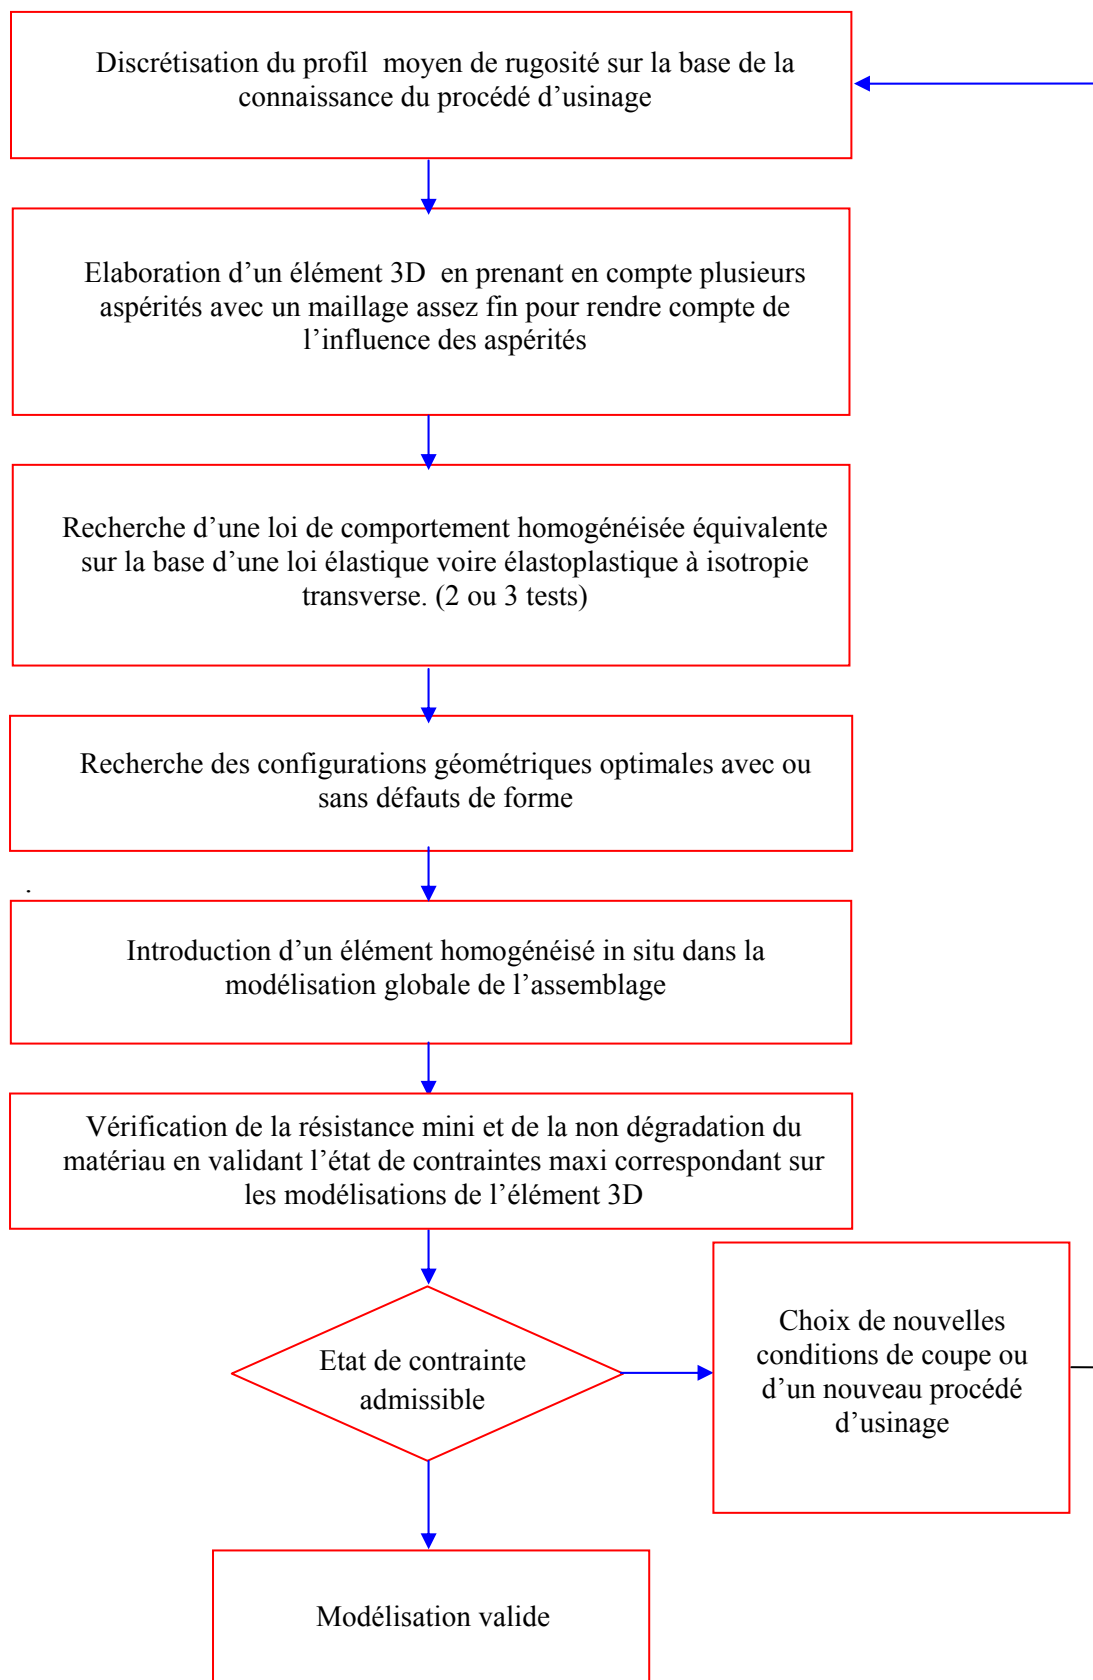 Discrétisation du profil  moyen de rugosité sur la base de la
connaissance du procédé d’usinage
Elaboration d’un élément 3D  en prenant en compte plusieurs
aspérités avec un maillage assez fin pour rendre compte de
l’influence des aspérités
Recherche d’une loi de comportement homogénéisée équivalente
sur la base d’une loi élastique voire élastoplastique à isotropie
transverse. (2 ou 3 tests)
Recherche des configurations géométriques optimales avec ou
sans défauts de forme
.
Introduction d’un élément homogénéisé in situ dans la
modélisation globale de l’assemblage
Vérification de la résistance mini et de la non dégradation du
matériau en validant l’état de contraintes maxi correspondant sur
les modélisations de l’élément 3D
Etat de contrainte
admissible
Choix de nouvelles
conditions de coupe ou
d’un nouveau procédé
d’usinage
Modélisation valide